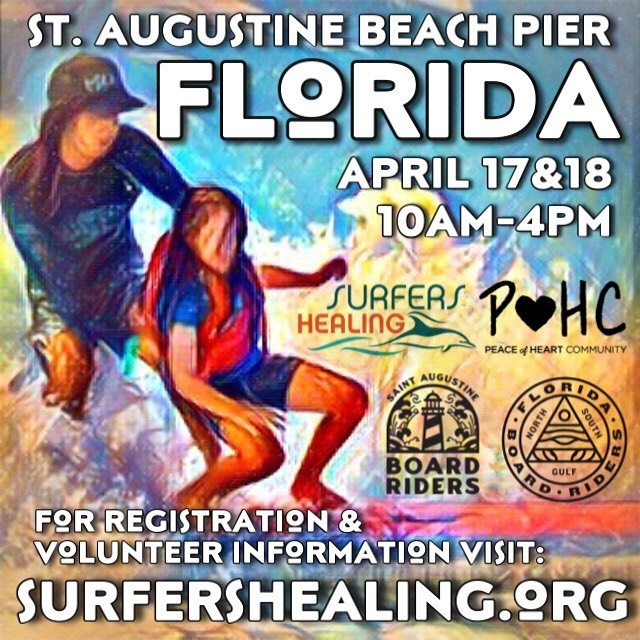 ST. AUGUSTINE BEACH PIER
FLORIDA
APRIL 17&18
10AM-4PM
SURFERS
HEALING
P♥HC
PEACE of HEART COMMUNITY
SAINT AUGUSTINE
BOARD
RIDERS
FLORIDA
NORTH SOUTH
GULF
BOARD RIDERS
FOR REGISTRATION &
VOLUNTEER INFORMATION VISIT:
SURFERSHEALING.ORG